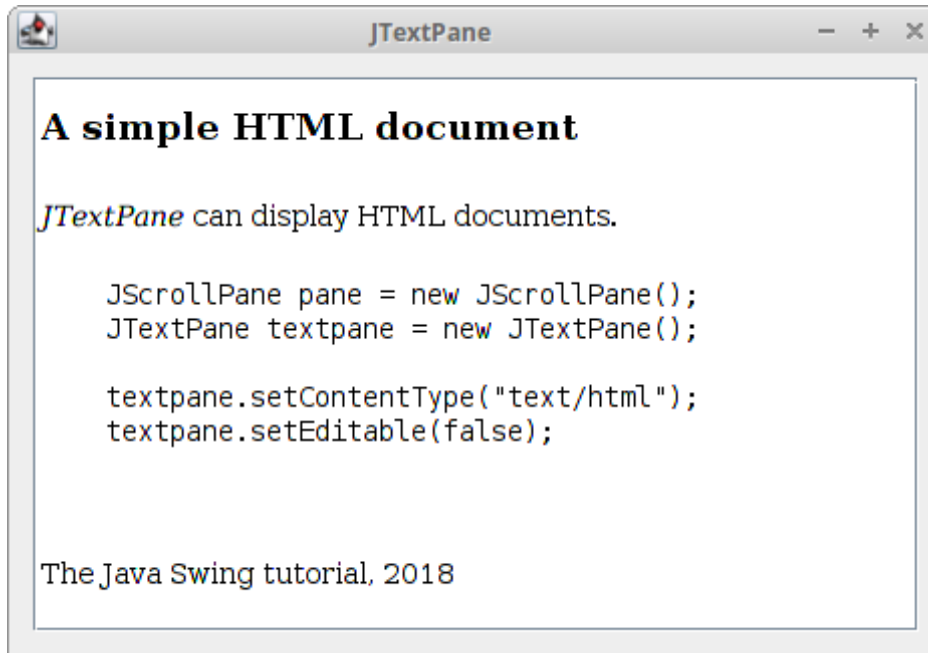 JTextPane
A simple HTML document
JTextPane can display HTML documents.
JScrollPane pane = new JScrollPane();
JTextPane textpane = new JTextPane();
textpane.setContentType("text/html");
textpane.setEditable(false);
The Java Swing tutorial, 2018